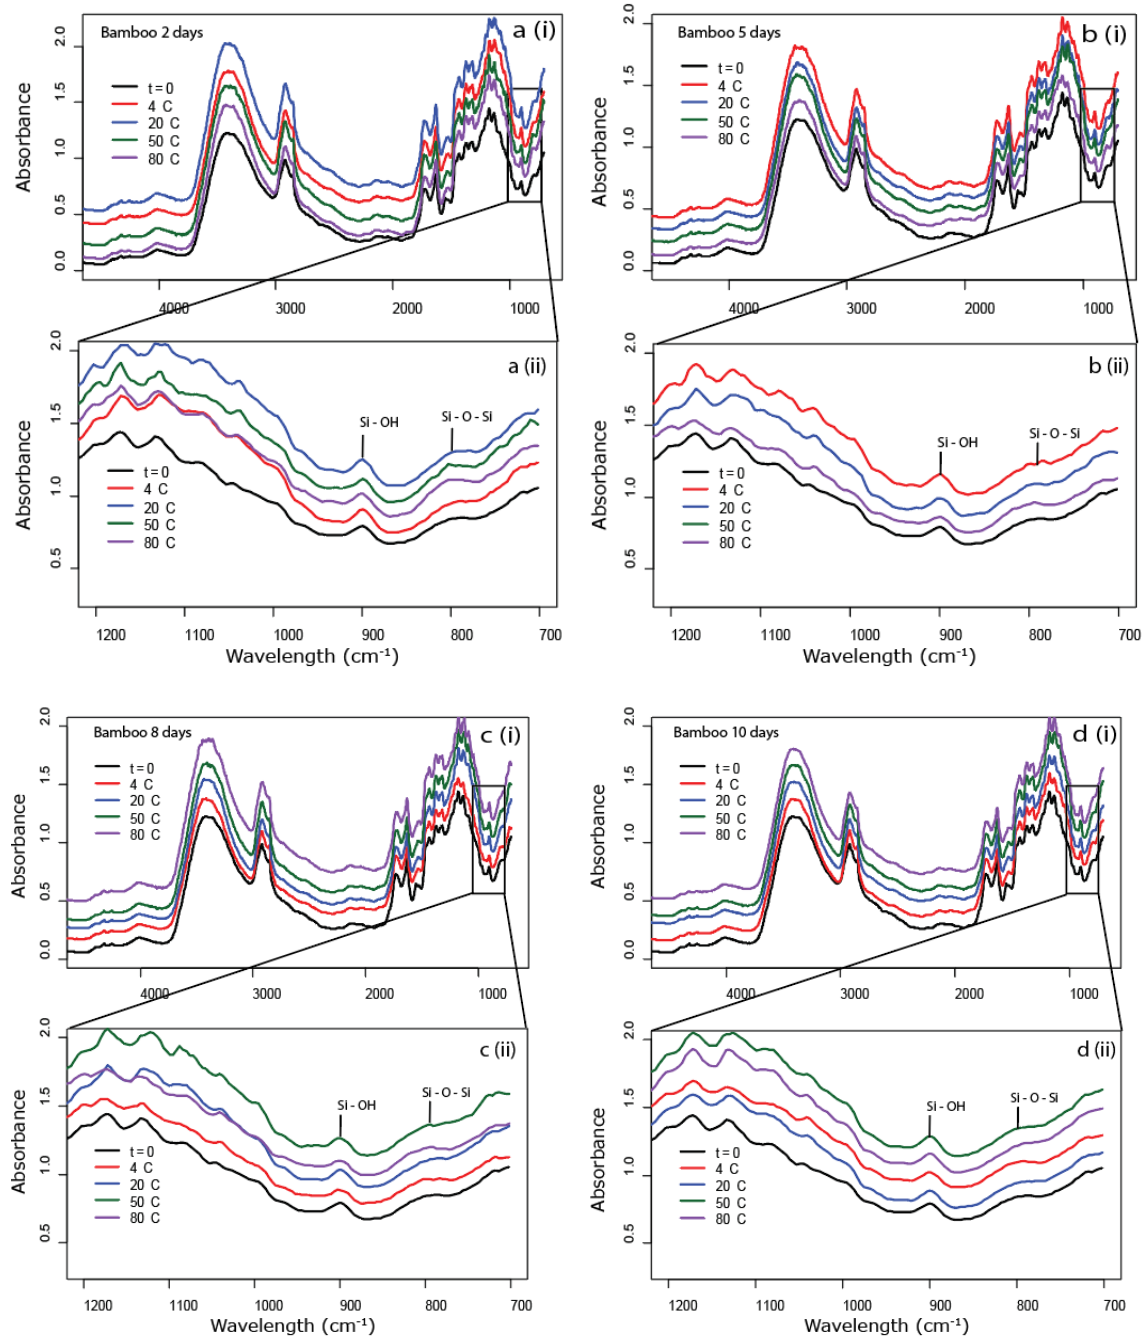 Bamboo 2 days
a (i)
t = 0
4 C
20 C
50 C
80 C
Absorbance
0.0
0.5
1.0
1.5
2.0
4000
3000
2000
1000
Bamboo 5 days
b (i)
t = 0
4 C
20 C
50 C
80 C
Absorbance
0.0
0.5
1.0
1.5
2.0
4000
3000
2000
1000
a (ii)
Si - OH
Si - O - Si
t = 0
4 C
20 C
50 C
80 C
Absorbance
0.5
1.0
1.5
2.0
1200
1100
1000
900
800
700
Wavelength (cm⁻¹)
b (ii)
Si - OH
Si - O - Si
t = 0
4 C
20 C
50 C
80 C
Absorbance
0.5
1.0
1.5
2.0
1200
1100
1000
900
800
700
Wavelength (cm⁻¹)
Bamboo 8 days
c (i)
t = 0
4 C
20 C
50 C
80 C
Absorbance
0.0
0.5
1.0
1.5
2.0
4000
3000
2000
1000
Bamboo 10 days
d (i)
t = 0
4 C
20 C
50 C
80 C
Absorbance
0.0
0.5
1.0
1.5
2.0
4000
3000
2000
1000
c (ii)
Si - OH
Si - O - Si
t = 0
4 C
20 C
50 C
80 C
Absorbance
0.5
1.0
1.5
2.0
1200
1100
1000
900
800
700
Wavelength (cm⁻¹)
d (ii)
Si - OH
Si - O - Si
t = 0
4 C
20 C
50 C
80 C
Absorbance
0.5
1.0
1.5
2.0
1200
1100
1000
900
800
700
Wavelength (cm⁻¹)